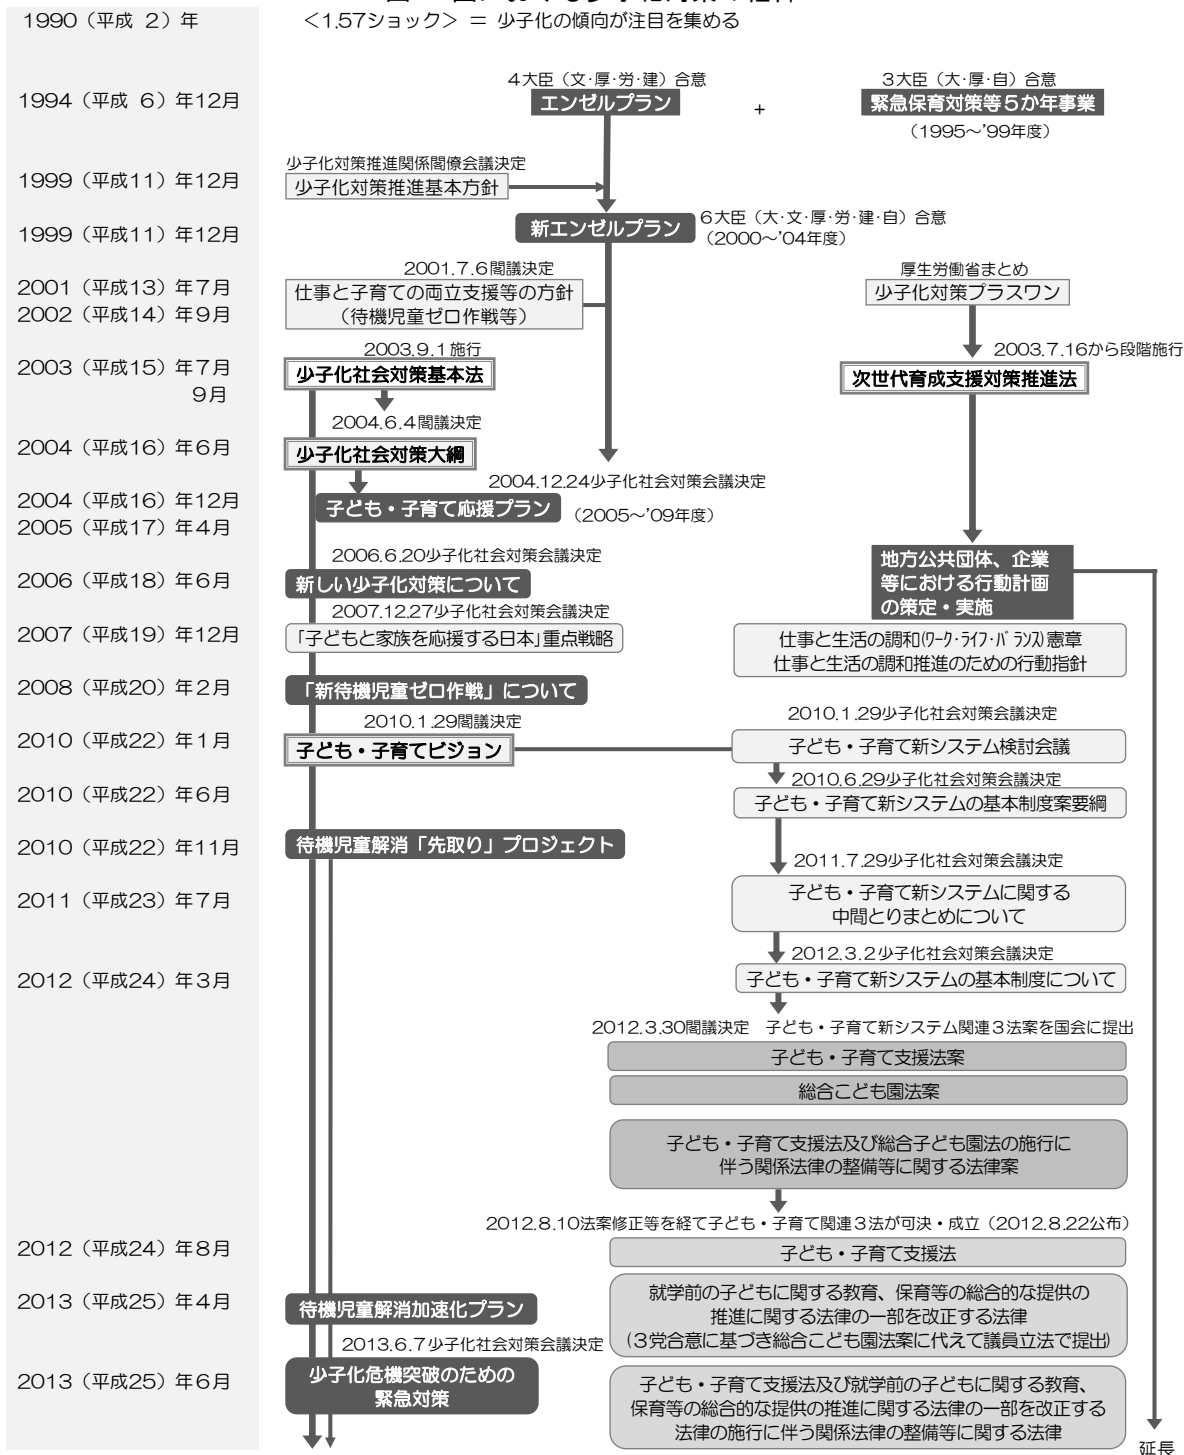 1990（平成 2）年
＜1.57ショック＞ ＝ 少子化の傾向が注目を集める
4大臣（文・厚・労・建）合意
3大臣（大・厚・自）合意
1994（平成 6）年12月
エンゼルプラン
+
緊急保育対策等5か年事業
（1995～'99年度）
少子化対策推進関係閣僚会議決定
1999（平成11）年12月
少子化対策推進基本方針
1999（平成11）年12月
新エンゼルプラン
6大臣（大・文・厚・労・建・自）合意
（2000～'04年度）
2001.7.6閣議決定
厚生労働省まとめ
2001（平成13）年7月
仕事と子育ての両立支援等の方針
少子化対策プラスワン
2002（平成14）年9月
（待機児童ゼロ作戦等）
2003.9.1施行
2003.7.16から段階施行
2003（平成15）年7月
少子化社会対策基本法
次世代育成支援対策推進法
9月
2004.6.4閣議決定
2004（平成16）年6月
少子化社会対策大綱
2004.12.24少子化社会対策会議決定
2004（平成16）年12月
子ども・子育て応援プラン
（2005～'09年度）
2005（平成17）年4月
2006.6.20少子化社会対策会議決定
地方公共団体、企業
等における行動計画
の策定・実施
2006（平成18）年6月
新しい少子化対策について
2007.12.27少子化社会対策会議決定
2007（平成19）年12月
「子どもと家族を応援する日本」重点戦略
仕事と生活の調和(ﾜｰｸ・ﾗｲﾌ・ﾊﾞﾗﾝｽ)憲章
仕事と生活の調和推進のための行動指針
2008（平成20）年2月
「新待機児童ゼロ作戦」について
2010.1.29閣議決定
2010.1.29少子化社会対策会議決定
2010（平成22）年1月
子ども・子育てビジョン
子ども・子育て新システム検討会議
2010.6.29少子化社会対策会議決定
2010（平成22）年6月
子ども・子育て新システムの基本制度案要綱
2010（平成22）年11月
待機児童解消「先取り」プロジェクト
2011.7.29少子化社会対策会議決定
2011（平成23）年7月
子ども・子育て新システムに関する
中間とりまとめについて
2012.3.2少子化社会対策会議決定
2012（平成24）年3月
子ども・子育て新システムの基本制度について
2012.3.30閣議決定　子ども・子育て新システム関連3法案を国会に提出
子ども・子育て支援法案
総合こども園法案
子ども・子育て支援法及び総合子ども園法の施行に
伴う関係法律の整備等に関する法律案
2012.8.10法案修正等を経て子ども・子育て関連3法が可決・成立（2012.8.22公布）
2012（平成24）年8月
子ども・子育て支援法
2013（平成25）年4月
待機児童解消加速化プラン
就学前の子どもに関する教育、保育等の総合的な提供の
推進に関する法律の一部を改正する法律
(3党合意に基づき総合こども園法案に代えて議員立法で提出)
2013.6.7少子化社会対策会議決定
2013（平成25）年6月
少子化危機突破のための
緊急対策
子ども・子育て支援法及び就学前の子どもに関する教育、
保育等の総合的な提供の推進に関する法律の一部を改正する
法律の施行に伴う関係法律の整備等に関する法律
延長